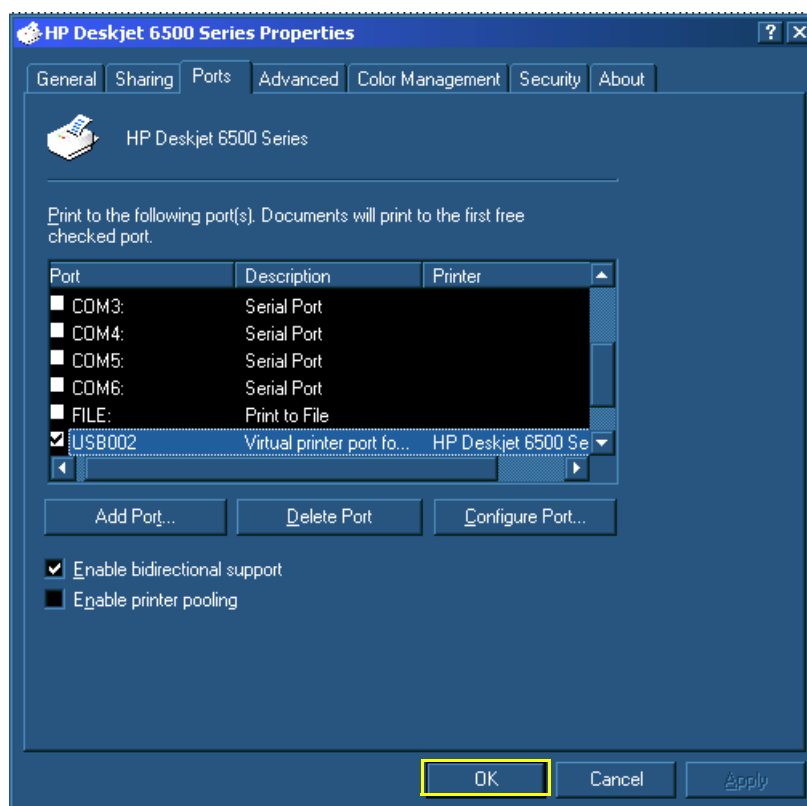 HP Deskjet 6500 Series Properties
General Sharing Ports Advanced Color Management Security About
HP Deskjet 6500 Series
Print to the following port(s). Documents will print to the first free
checked port.
Port Description Printer
COM3: Serial Port
COM4: Serial Port
COM5: Serial Port
COM6: Serial Port
FILE: Print to File
USB002 Virtual printer port fo... HP Deskjet 6500 Se
Add Port... Delete Port Configure Port...
Enable bidirectional support
Enable printer pooling
OK Cancel Apply